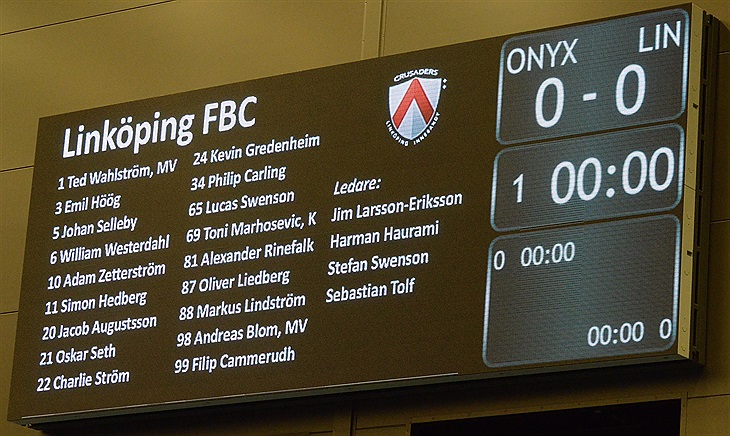 Linköping FBC
1 Ted Wahlström, MV
3 Emil Höög
5 Johan Selleby
6 William Westerdahl
10 Adam Zetterström
11 Simon Hedberg
20 Jacob Augustsson
21 Oskar Seth
22 Charlie Ström
24 Kevin Gredenheim
34 Philip Carling
65 Lucas Swenson
69 Toni Marhosevic, K
81 Alexander Rinefalk
87 Oliver Liedberg
88 Markus Lindström
98 Andreas Blom, MV
99 Filip Cammerudh
CRUSADERS
LINKÖPING INNEBANDY
Ledare:
Jim Larsson-Eriksson
Harman Haurami
Stefan Swenson
Sebastian Tolf
ONYX LIN
0 - 0
1 00:00
0 00:00
00:00 0